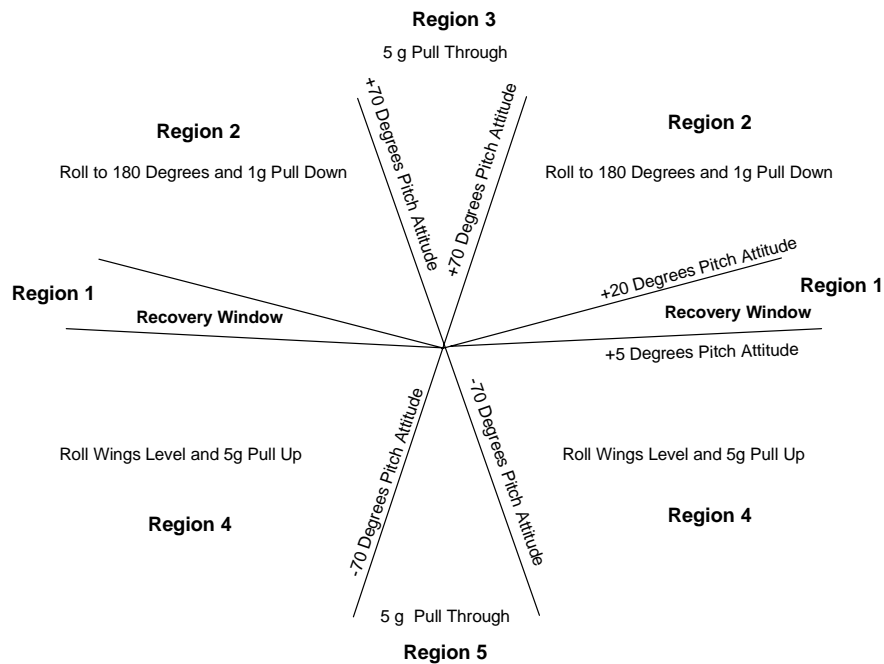 Region 3
5 g Pull Through
+70 Degrees Pitch Attitude
+70 Degrees Pitch Attitude
Region 2
Region 2
Roll to 180 Degrees and 1g Pull Down
Roll to 180 Degrees and 1g Pull Down
+20 Degrees Pitch Attitude
Region 1
Region 1
Recovery Window
Recovery Window
+5 Degrees Pitch Attitude
-70 Degrees Pitch Attitude
-70 Degrees Pitch Attitude
Roll Wings Level and 5g Pull Up
Roll Wings Level and 5g Pull Up
Region 4
Region 4
5 g Pull Through
Region 5